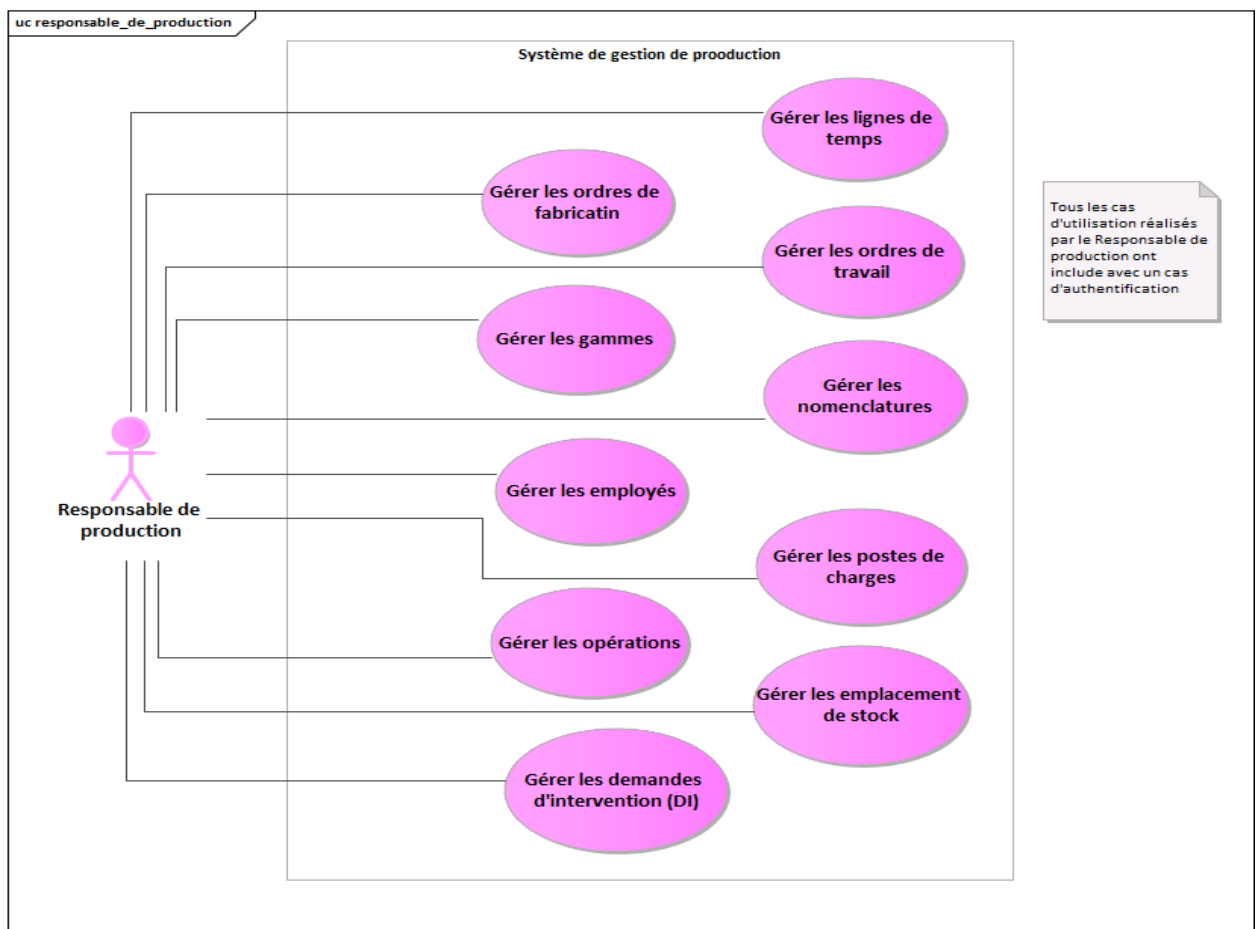 uc responsable_de_production
Système de gestion de prooduction
Gérer les lignes de
temps
Gérer les ordres de
fabricatin
Tous les cas
d'utilisation réalisés
par le Responsable de
production ont
include avec un cas
d'authentification
Gérer les ordres de
travail
Gérer les gammes
Gérer les
nomenclatures
Gérer les employés
Responsable de
production
Gérer les postes de
charges
Gérer les opérations
Gérer les emplacement
de stock
Gérer les demandes
d'intervention (DI)